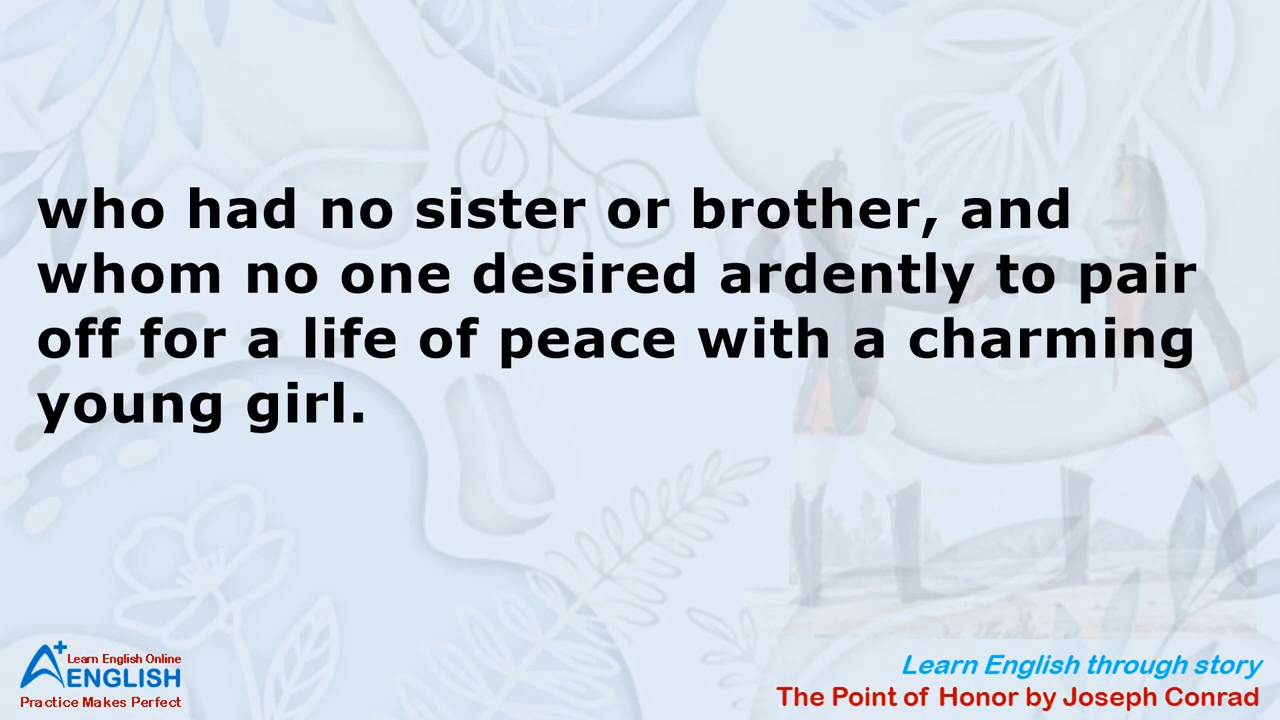 who had no sister or brother, and
whom no one desired ardently to pair
off for a life of peace with a charming
young girl.
A+ Learn English Online
ENGLISH
Practice Makes Perfect
Learn English through story
The Point of Honor by Joseph Conrad